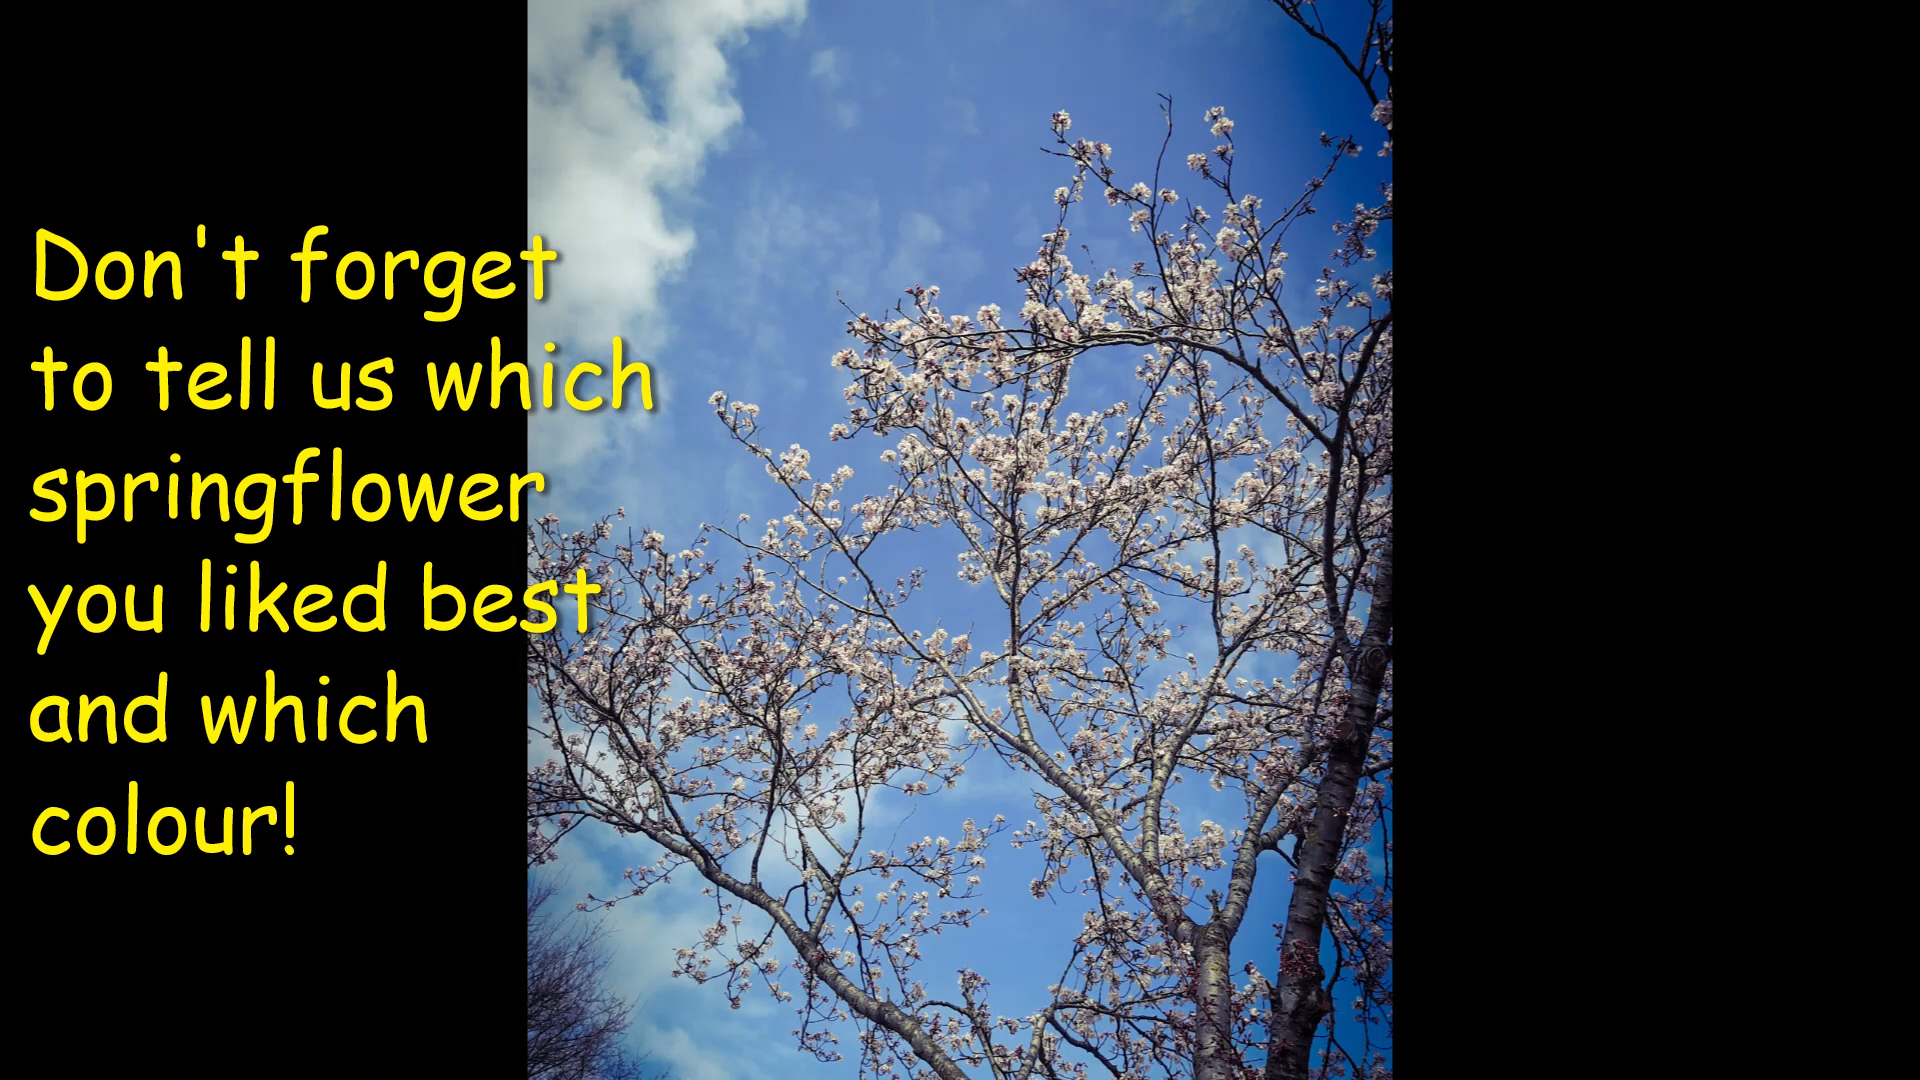 Don't forget
to tell us which
springflower
you liked best
and which
colour!